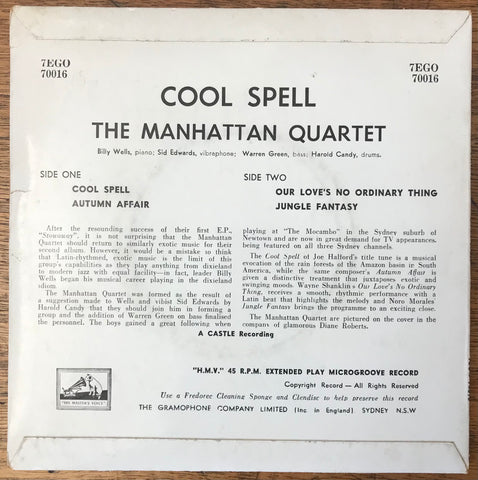 7EGO
70016
7EGO
70016
COOL SPELL
THE MANHATTAN QUARTET
Billy Wells, piano; Sid Edwards, vibraphone; Warren Green, bass; Harold Candy, drums.
SIDE ONE
COOL SPELL
AUTUMN AFFAIR
SIDE TWO
OUR LOVE'S NO ORDINARY THING
JUNGLE FANTASY
After the resounding success of their first E.P.,
"Stowaway", it is not surprising that the Manhattan
Quartet should return to similarly exotic music for their
second album. However, it would be a mistake to think
that Latin-rhythmrd, exotic music is the limit of this
group's capabilities as they play anything from dixieland
to modern jazz with equal facility—in fact, leader Billy
Wells began his musical career playing in the dixieland
idiom.
The Manhattan Quartet was formed as the result of
a suggestion made to Wells and vibist Sid Edwards by
Harold Candy that they should join him in forming a
group and the addition of Warren Green on bass finalised
the personnel. The boys gained a great following when
playing at "The Mocambo" in the Sydney suburb of
Newtown and are now in great demand for TV appearances,
being featured on all three Sydney channels.
The Cool Spell of Joe Halford's title tune is a musical
evocation of the rain forests of the Amazon basin in South
America, while the same composer's Autumn Affair is
densely textured in juxtaposed exotic and
swinging moods. Wayne Shanklin's Our Love's No Ordinary
Thing, receives a smooth, rhythmic performance with a
Latin beat that highlights the melody and Noro Morales'
Jungle Fantasy brings the programme to an exciting close.
The Manhattan Quartet are pictured on the cover in the
company of glamorous Diane Roberts.
A CASTLE Recording
"HIS MASTER'S VOICE"
"H.M.V." 45 R.P.M. EXTENDED PLAY MICROGROOVE RECORD
Copyright Record — All Rights Reserved
Use a Fredorec Cleaning Sponge and Clendisc to help preserve this record
THE GRAMOPHONE COMPANY LIMITED (Inc. in England) SYDNEY N.S.W